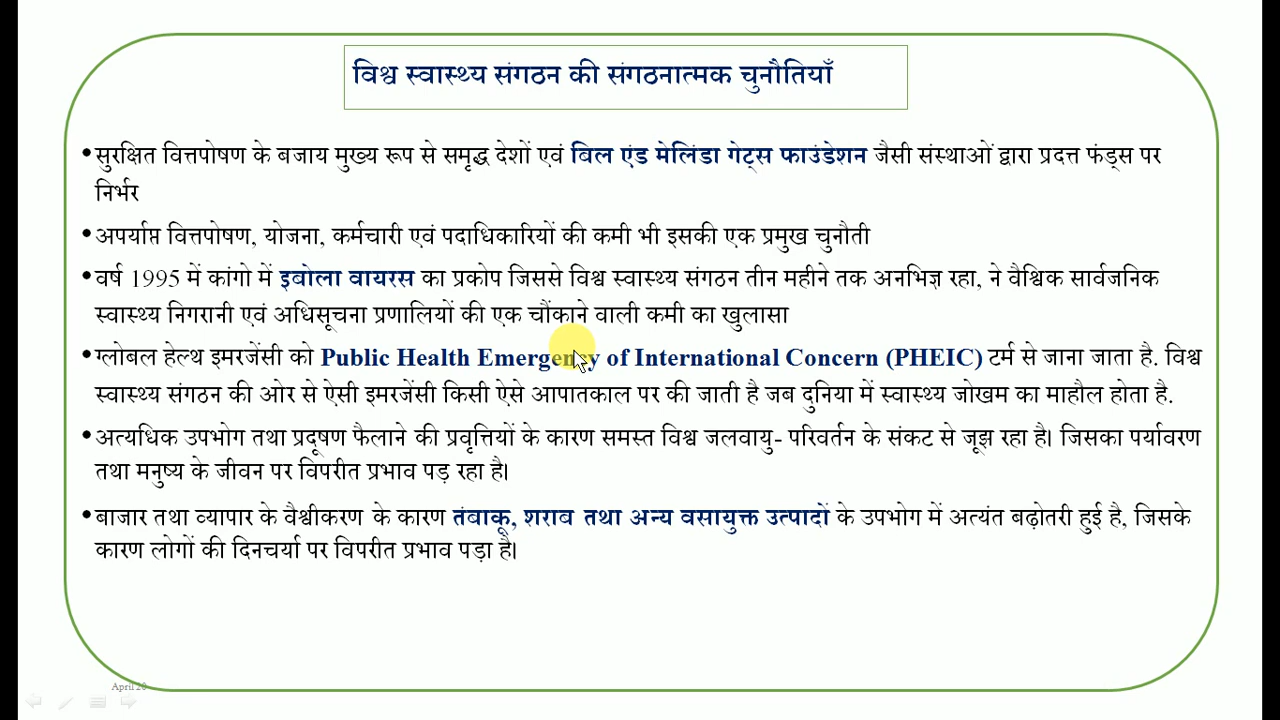 विश्व स्वास्थ्य संगठन की संगठनात्मक चुनौतियाँ
•सुरक्षित वित्तपोषण के बजाय मुख्य रूप से समृद्ध देशों एवं बिल एंड मेलिंडा गेट्स फाउंडेशन जैसी संस्थाओं द्वारा प्रदत्त फंड्स पर
निर्भर
•अपर्याप्त वित्तपोषण, योजना, कर्मचारी एवं पदाधिकारियों की कमी भी इसकी एक प्रमुख चुनौती
•वर्ष 1995 में कांगो में इबोला वायरस का प्रकोप जिससे विश्व स्वास्थ्य संगठन तीन महीने तक अनभिज्ञ रहा, ने वैश्विक सार्वजनिक
स्वास्थ्य निगरानी एवं अधिसूचना प्रणालियों की एक चौंकाने वाली कमी का खुलासा
•ग्लोबल हेल्थ इमरजेंसी को Public Health Emergency of International Concern (PHEIC) टर्म से जाना जाता है. विश्व
स्वास्थ्य संगठन की ओर से ऐसी इमरजेंसी किसी ऐसे आपातकाल पर की जाती है जब दुनिया में स्वास्थ्य जोखम का माहौल होता है.
•अत्यधिक उपभोग तथा प्रदूषण फैलाने की प्रवृत्तियों के कारण समस्त विश्व जलवायु- परिवर्तन के संकट से जूझ रहा है। जिसका पर्यावरण
तथा मनुष्य के जीवन पर विपरीत प्रभाव पड़ रहा है।
•बाजार तथा व्यापार के वैश्वीकरण के कारण तंबाकू, शराब तथा अन्य वसायुक्त उत्पादों के उपभोग में अत्यंत बढ़ोतरी हुई है, जिसके
कारण लोगों की दिनचर्या पर विपरीत प्रभाव पड़ा है।
April 20